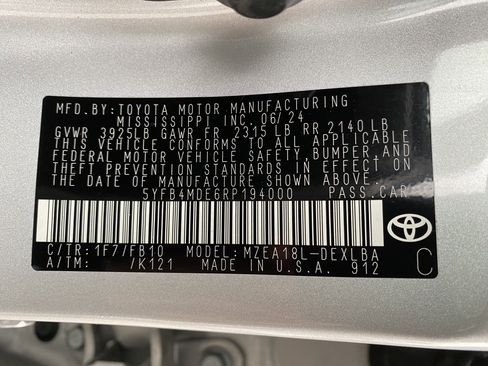 MFD. BY: TOYOTA MOTOR MANUFACTURING
MISSISSIPPI INC. 06/24
GVWR 3925LB GAWR FR. 2315 LB RR 2140 LB
THIS VEHICLE CONFORMS TO ALL APPLICABLE
FEDERAL MOTOR VEHICLE SAFETY, BUMPER, AND
THEFT PREVENTION STANDARDS IN EFFECT ON
THE DATE OF MANUFACTURE SHOWN ABOVE.
5YFB4MDE6RP194000 PASS.CAR
C/TR: 1F7/FB10 MODEL: MZEA18L-DEXLBA
A/TM: /K121 MADE IN U.S.A. 912
C